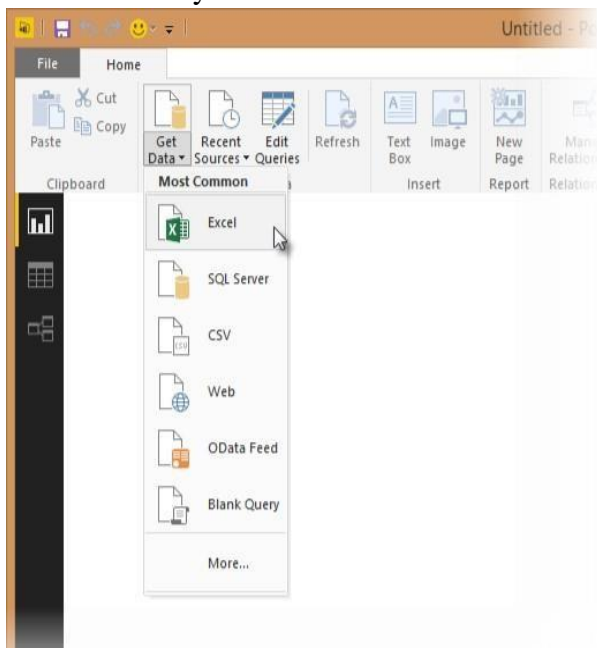 Untitled - Po
File Home
Cut
Copy
Paste
Get Data
Recent Sources
Edit Queries
Refresh
Text Box
Image
New Page
Clipboard
Insert
Report
Most Common
Excel
SQL Server
CSV
Web
OData Feed
Blank Query
More...